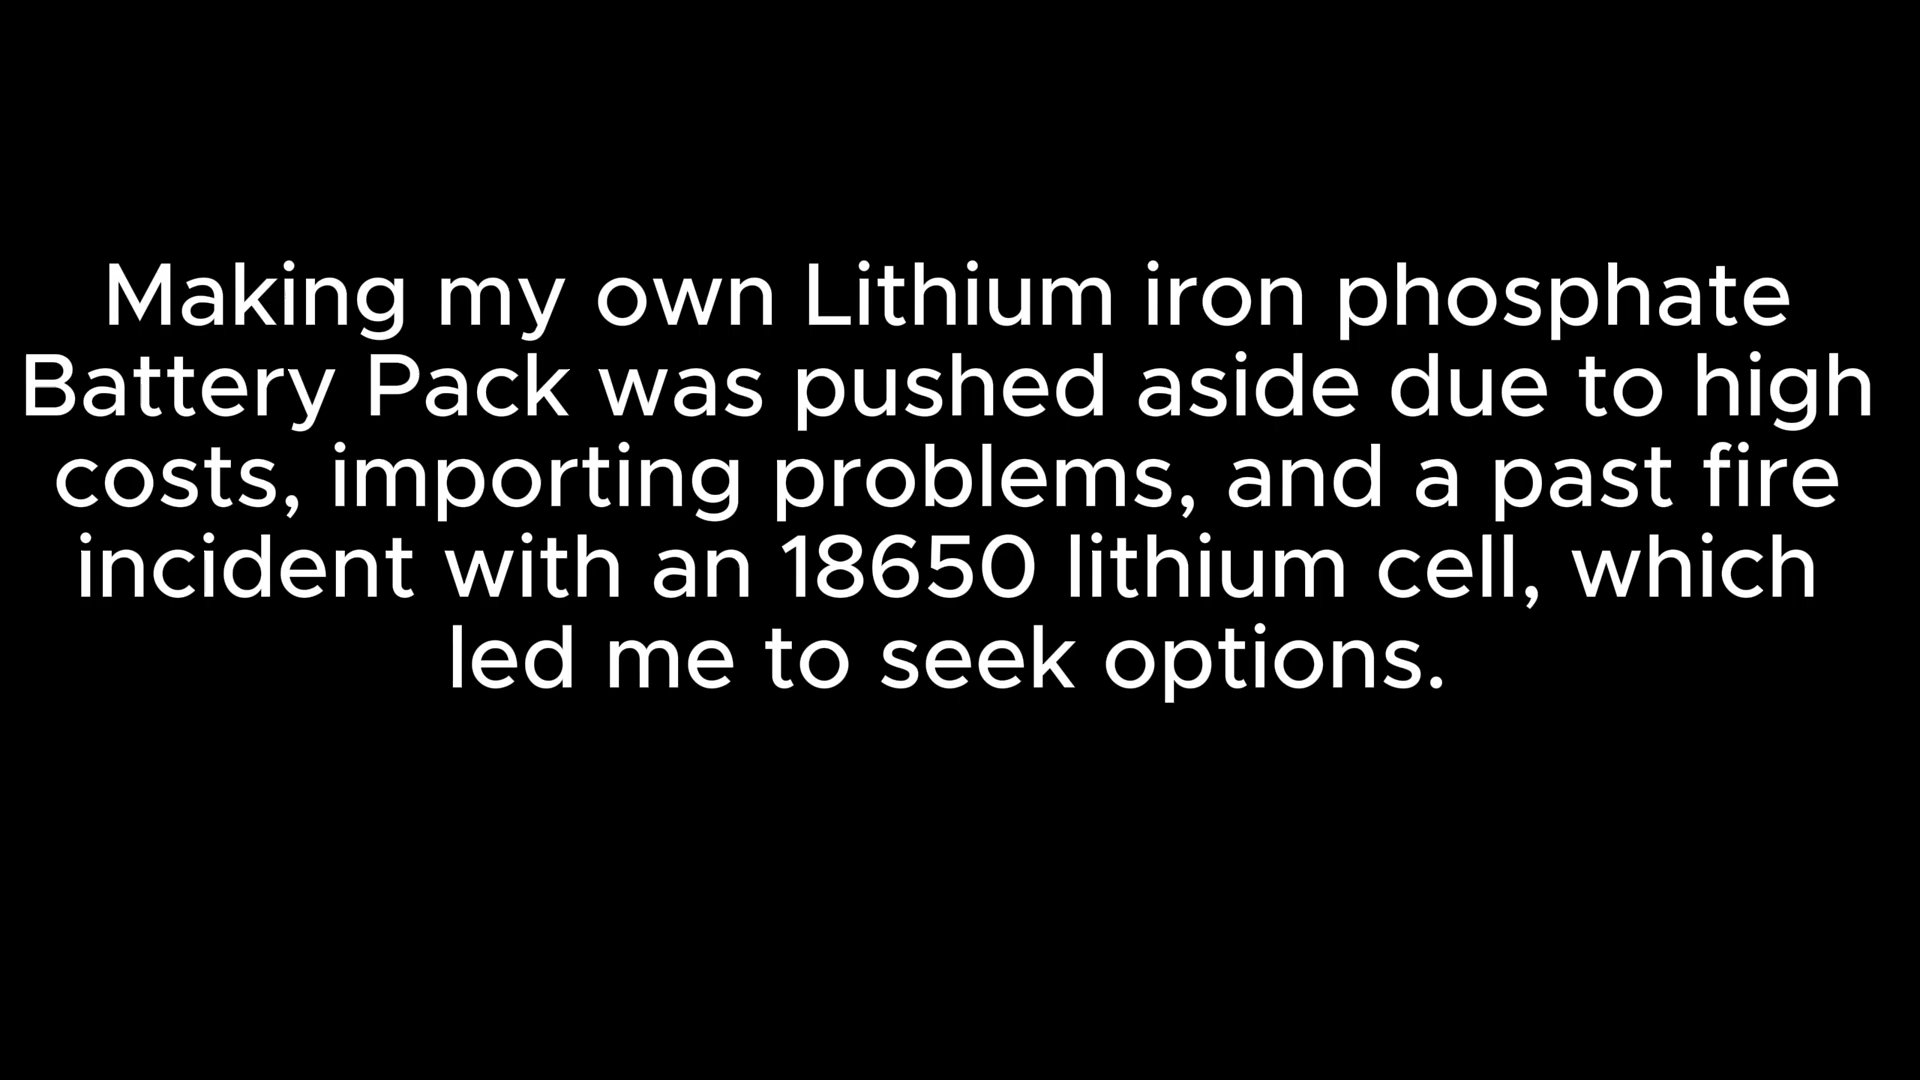 Making my own Lithium iron phosphate
Battery Pack was pushed aside due to high
costs, importing problems, and a past fire
incident with an 18650 lithium cell, which
led me to seek options.